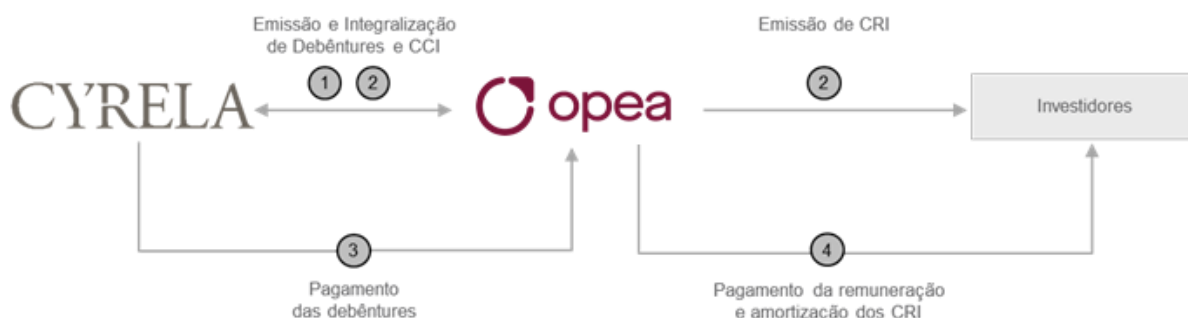 Emissão e Integralização
de Debêntures e CCI
Emissão de CRI
1
2
2
CYRELA
opea
Investidores
3
4
Pagamento
das debêntures
Pagamento da remuneração
e amortização dos CRI